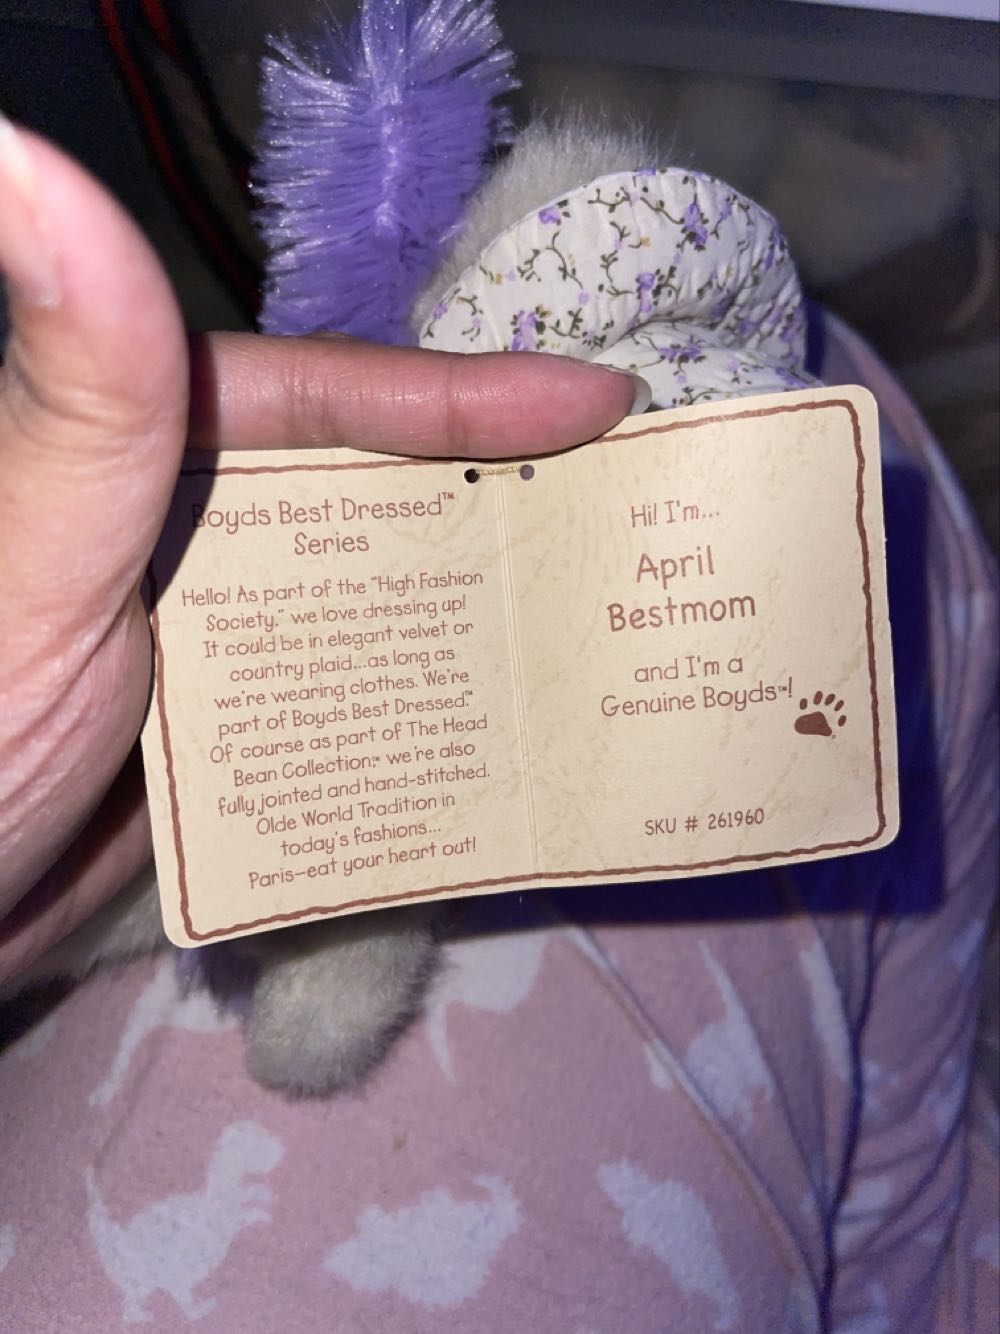 Boyds Best Dressed™
Series
Hello! As part of the "High Fashion
Society," we love dressing up!
It could be in elegant velvet or
country plaid...as long as
we're wearing clothes. We're
part of Boyds Best Dressed.™
Of course as part of The Head
Bean Collection,™ we're also
fully jointed and hand-stitched.
Olde World Tradition in
today's fashions...
Paris—eat your heart out!
Hi! I'm...
April
Bestmom
and I'm a
Genuine Boyds™!
SKU # 261960